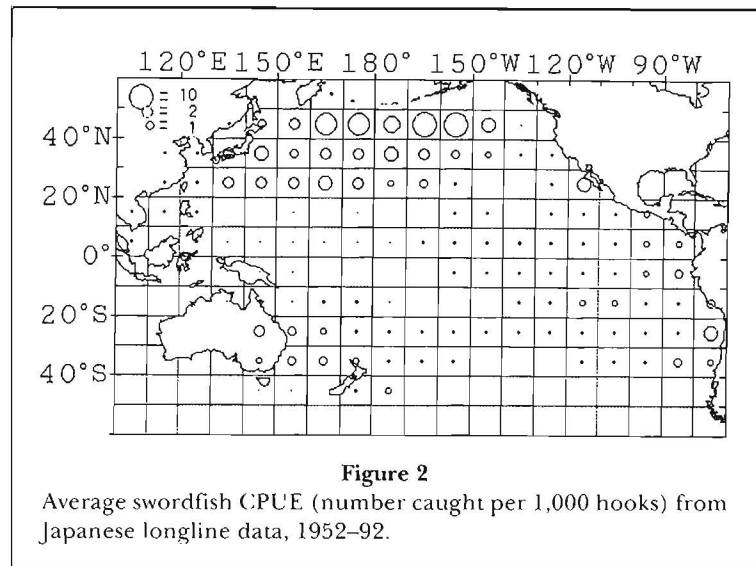 120°E 150°E 180° 150°W 120°W 90°W
= 10
= 2
= 1
40°N
20°N
0°
20°S
40°S
Figure 2
Average swordfish CPUE (number caught per 1,000 hooks) from
Japanese longline data, 1952–92.